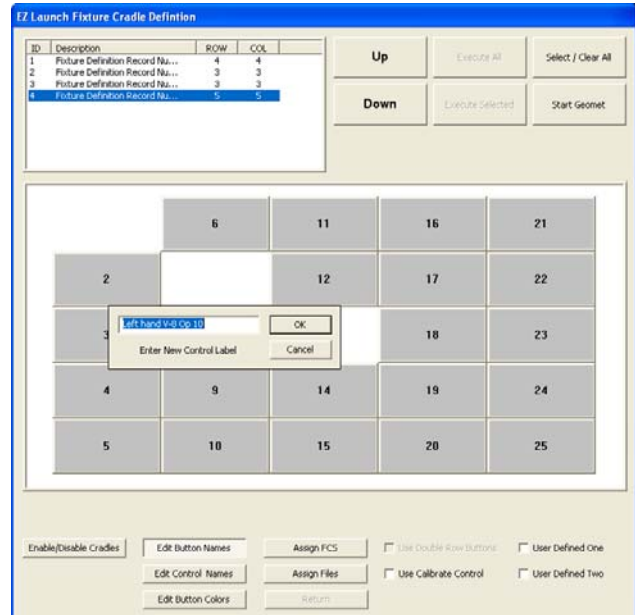 EZ Launch Fixture Cradle Defintion
ID Description ROW COL
1 Fixture Definition Record Nu... 4 4
2 Fixture Definition Record Nu... 3 3
3 Fixture Definition Record Nu... 3 3
4 Fixture Definition Record Nu... 5 5
Up Execute All Select / Clear All
Down Execute Selected Start Geomet
6 11 16 21
2 12 17 22
3 18 23
Left hand V-8 Op 10 OK
Enter New Control Label Cancel
4 9 14 19 24
5 10 15 20 25
Enable/Disable Cradles Edit Button Names Assign FCS Use Double Row Buttons User Defined One
Edit Control Names Assign Files Use Calibrate Control User Defined Two
Edit Button Colors Return